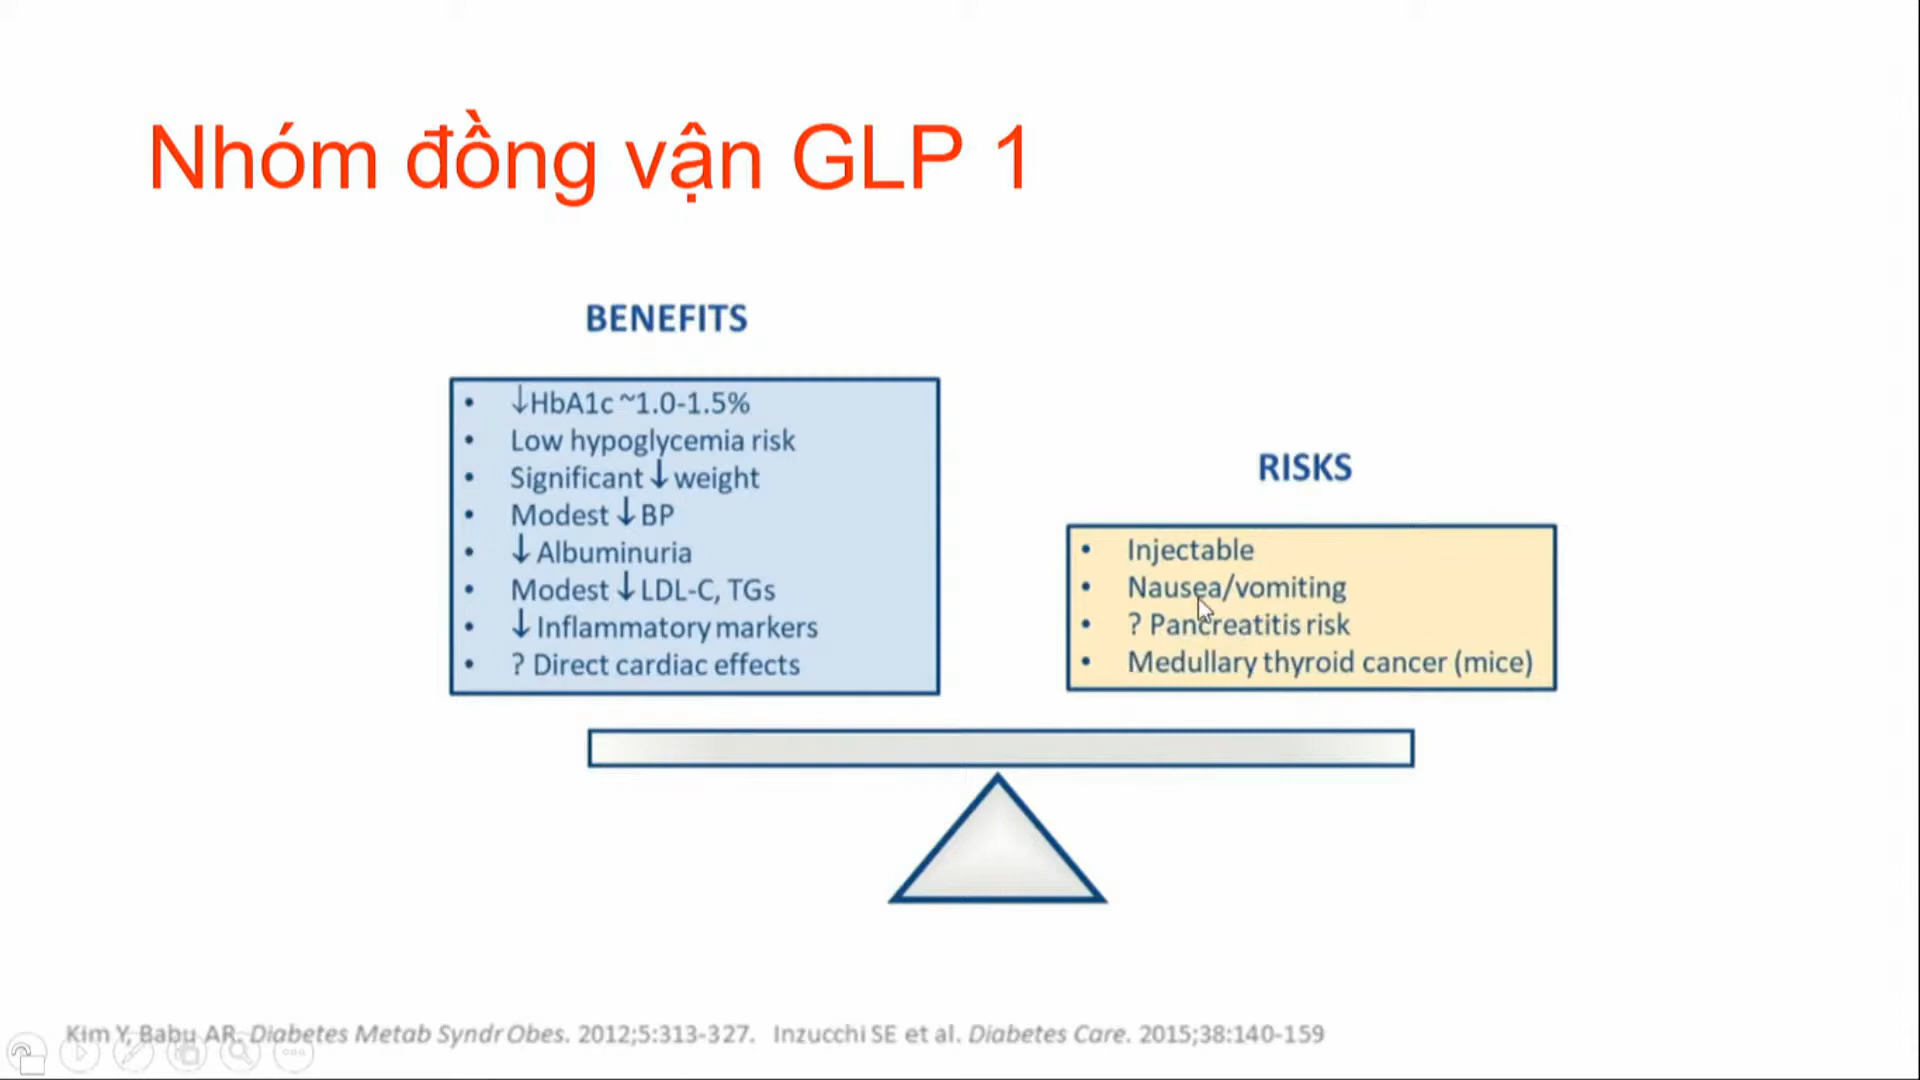 Nhóm đồng vận GLP 1
BENEFITS
• ↓HbA1c ~1.0-1.5%
• Low hypoglycemia risk
• Significant ↓ weight
• Modest ↓ BP
• ↓ Albuminuria
• Modest ↓ LDL-C, TGs
• ↓ Inflammatory markers
• ? Direct cardiac effects
RISKS
• Injectable
• Nausea/vomiting
• ? Pancreatitis risk
• Medullary thyroid cancer (mice)
Kim Y, Babu AR. Diabetes Metab Syndr Obes. 2012;5:313-327. Inzucchi SE et al. Diabetes Care. 2015;38:140-159